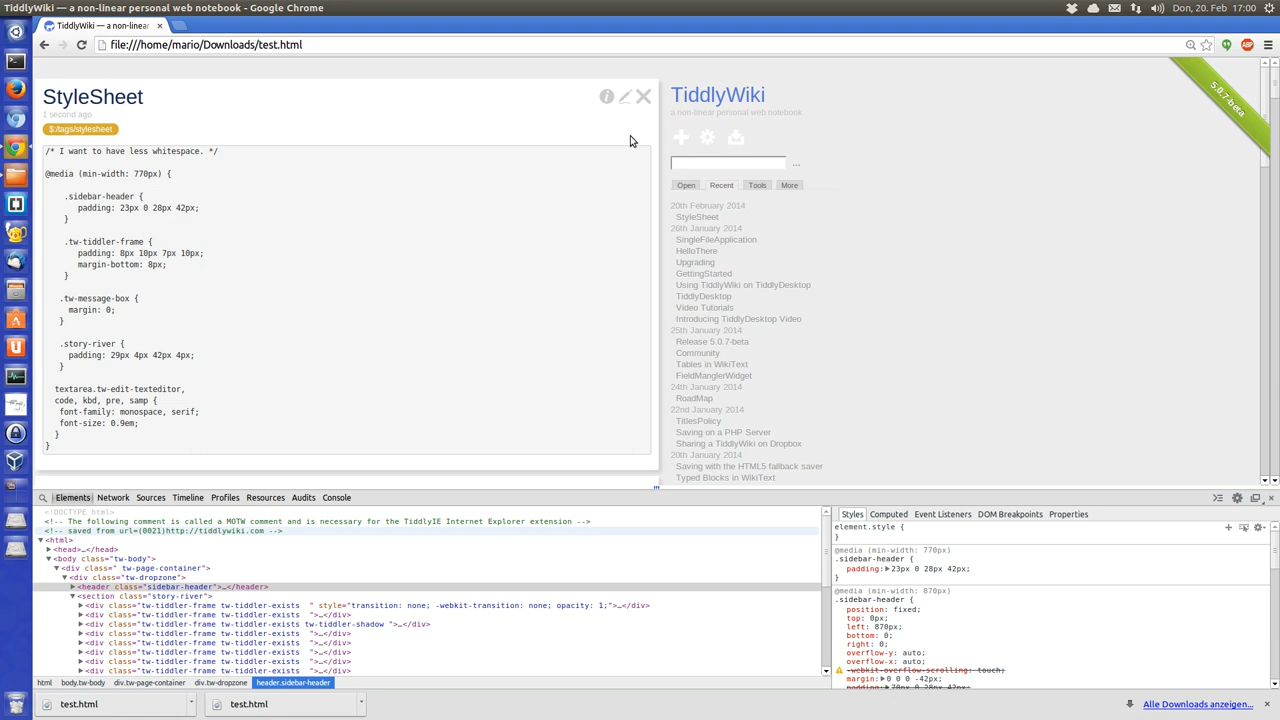 TiddlyWiki — a non-linear personal web notebook - Google Chrome
Don, 20. Feb 17:00
TiddlyWiki — a non-linear
file:///home/mario/Downloads/test.html
ABP
StyleSheet
1 second ago
$:/tags/stylesheet
/* I want to have less whitespace. */
@media (min-width: 770px) {
.sidebar-header {
padding: 23px 0 28px 42px;
}
.tw-tiddler-frame {
padding: 8px 10px 7px 10px;
margin-bottom: 8px;
}
.tw-message-box {
margin: 0;
}
.story-river {
padding: 29px 4px 42px 4px;
}
textarea.tw-edit-texteditor,
code, kbd, pre, samp {
font-family: monospace, serif;
font-size: 0.9em;
}
}
TiddlyWiki
a non-linear personal web notebook
5.0.7-beta
...
Open Recent Tools More
20th February 2014
StyleSheet
26th January 2014
SingleFileApplication
HelloThere
Upgrading
GettingStarted
Using TiddlyWiki on TiddlyDesktop
TiddlyDesktop
Video Tutorials
Introducing TiddlyDesktop Video
25th January 2014
Release 5.0.7-beta
Community
Tables in WikiText
FieldManglerWidget
24th January 2014
RoadMap
22nd January 2014
TitlesPolicy
Saving on a PHP Server
Sharing a TiddlyWiki on Dropbox
20th January 2014
Saving with the HTML5 fallback saver
Typed Blocks in WikiText
Elements Network Sources Timeline Profiles Resources Audits Console
<!DOCTYPE html>
<!-- The following comment is called a MOTW comment and is necessary for the TiddlyIE Internet Explorer extension -->
<!-- saved from url=(0021)http://tiddlywiki.com -->
<html>
<head>…</head>
<body class="tw-body">
<div class=" tw-page-container">
<div class="tw-dropzone">
<header class="sidebar-header">…</header>
<section class="story-river">
<div class="tw-tiddler-frame tw-tiddler-exists  " style="transition: none; -webkit-transition: none; opacity: 1;">…</div>
<div class="tw-tiddler-frame tw-tiddler-exists  ">…</div>
<div class="tw-tiddler-frame tw-tiddler-exists tw-tiddler-shadow ">…</div>
<div class="tw-tiddler-frame tw-tiddler-exists  ">…</div>
<div class="tw-tiddler-frame tw-tiddler-exists  ">…</div>
<div class="tw-tiddler-frame tw-tiddler-exists  ">…</div>
<div class="tw-tiddler-frame tw-tiddler-exists  ">…</div>
<div class="tw-tiddler-frame tw-tiddler-exists  ">…</div>
html body.tw-body div.tw-page-container div.tw-dropzone header.sidebar-header
Styles Computed Event Listeners DOM Breakpoints Properties
element.style {
}
@media (min-width: 770px)
.sidebar-header {
padding: 23px 0 28px 42px;
}
@media (min-width: 870px)
.sidebar-header {
position: fixed;
top: 0px;
left: 870px;
bottom: 0;
right: 0;
overflow-y: auto;
overflow-x: auto;
-webkit-overflow-scrolling: touch;
margin: 0 0 0 -42px;
padding: 70px 0 28px 42px;
test.html
test.html
Alle Downloads anzeigen...